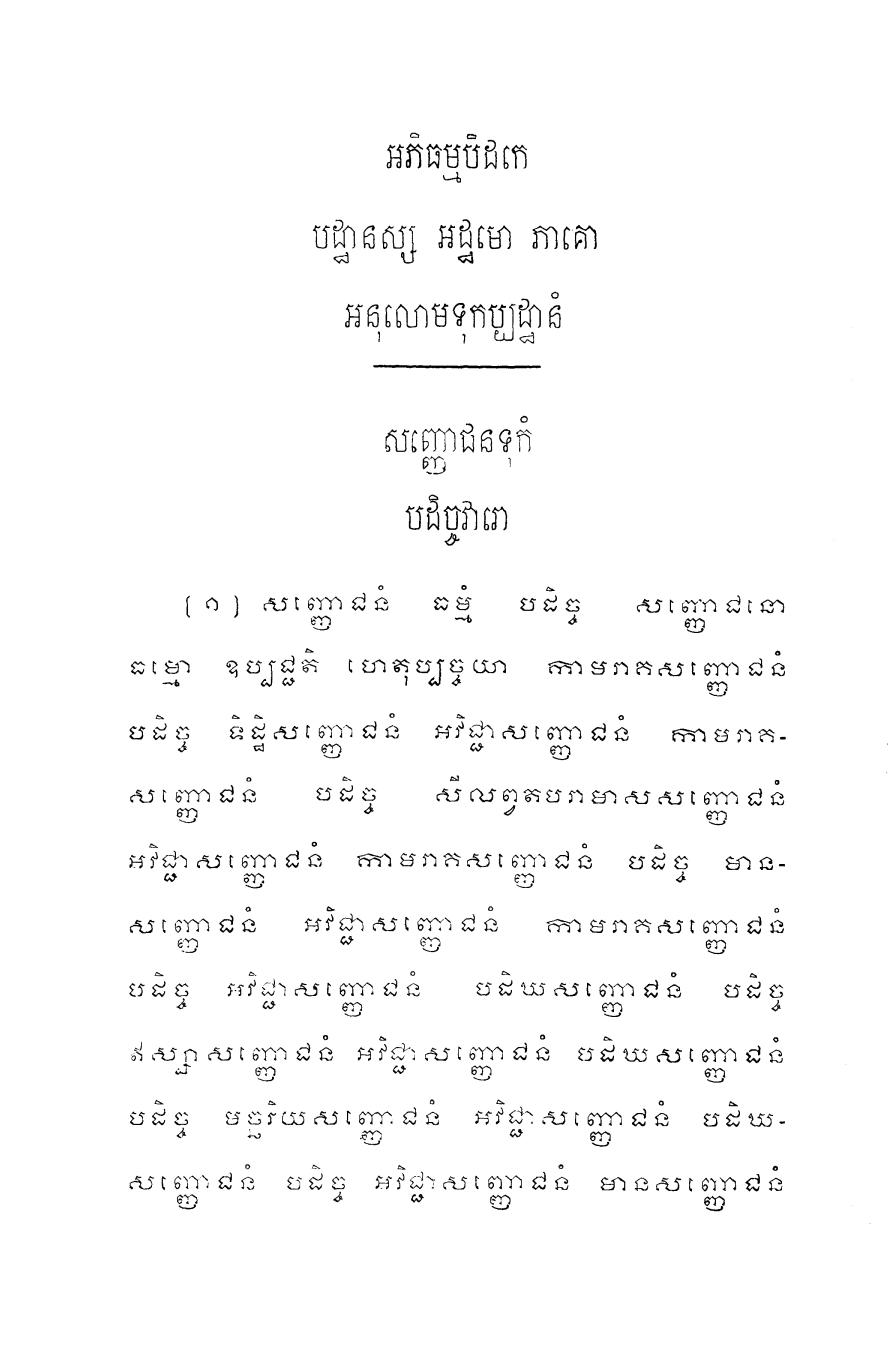 អភិធម្មបិដកេ
បដ្ឋានស្ស អដ្ឋមោ ភាគោ
អនុលោមទុកប្បដ្ឋានំ
សញ្ញោជនទុកំ
បដិច្ចវារោ
(១) សញ្ញោជនំ ធម្មំ បដិច្ច សញ្ញោជនោ
ធម្មោ ឧប្បជ្ជតិ ហេតុប្បច្ចយា កាមរាគសញ្ញោជនំ
បដិច្ច ទិដ្ឋិសញ្ញោជនំ អវិជ្ជាសញ្ញោជនំ កាមរាគ-
សញ្ញោជនំ បដិច្ច សីលព្វតបរាមាសសញ្ញោជនំ
អវិជ្ជាសញ្ញោជនំ កាមរាគសញ្ញោជនំ បដិច្ច មាន-
សញ្ញោជនំ អវិជ្ជាសញ្ញោជនំ កាមរាគសញ្ញោជនំ
បដិច្ច អវិជ្ជាសញ្ញោជនំ បដិឃសញ្ញោជនំ បដិច្ច
ឥស្សាសញ្ញោជនំ អវិជ្ជាសញ្ញោជនំ បដិឃសញ្ញោជនំ
បដិច្ច មច្ឆរិយសញ្ញោជនំ អវិជ្ជាសញ្ញោជនំ បដិឃ-
សញ្ញោជនំ បដិច្ច អវិជ្ជាសញ្ញោជនំ មានសញ្ញោជនំ